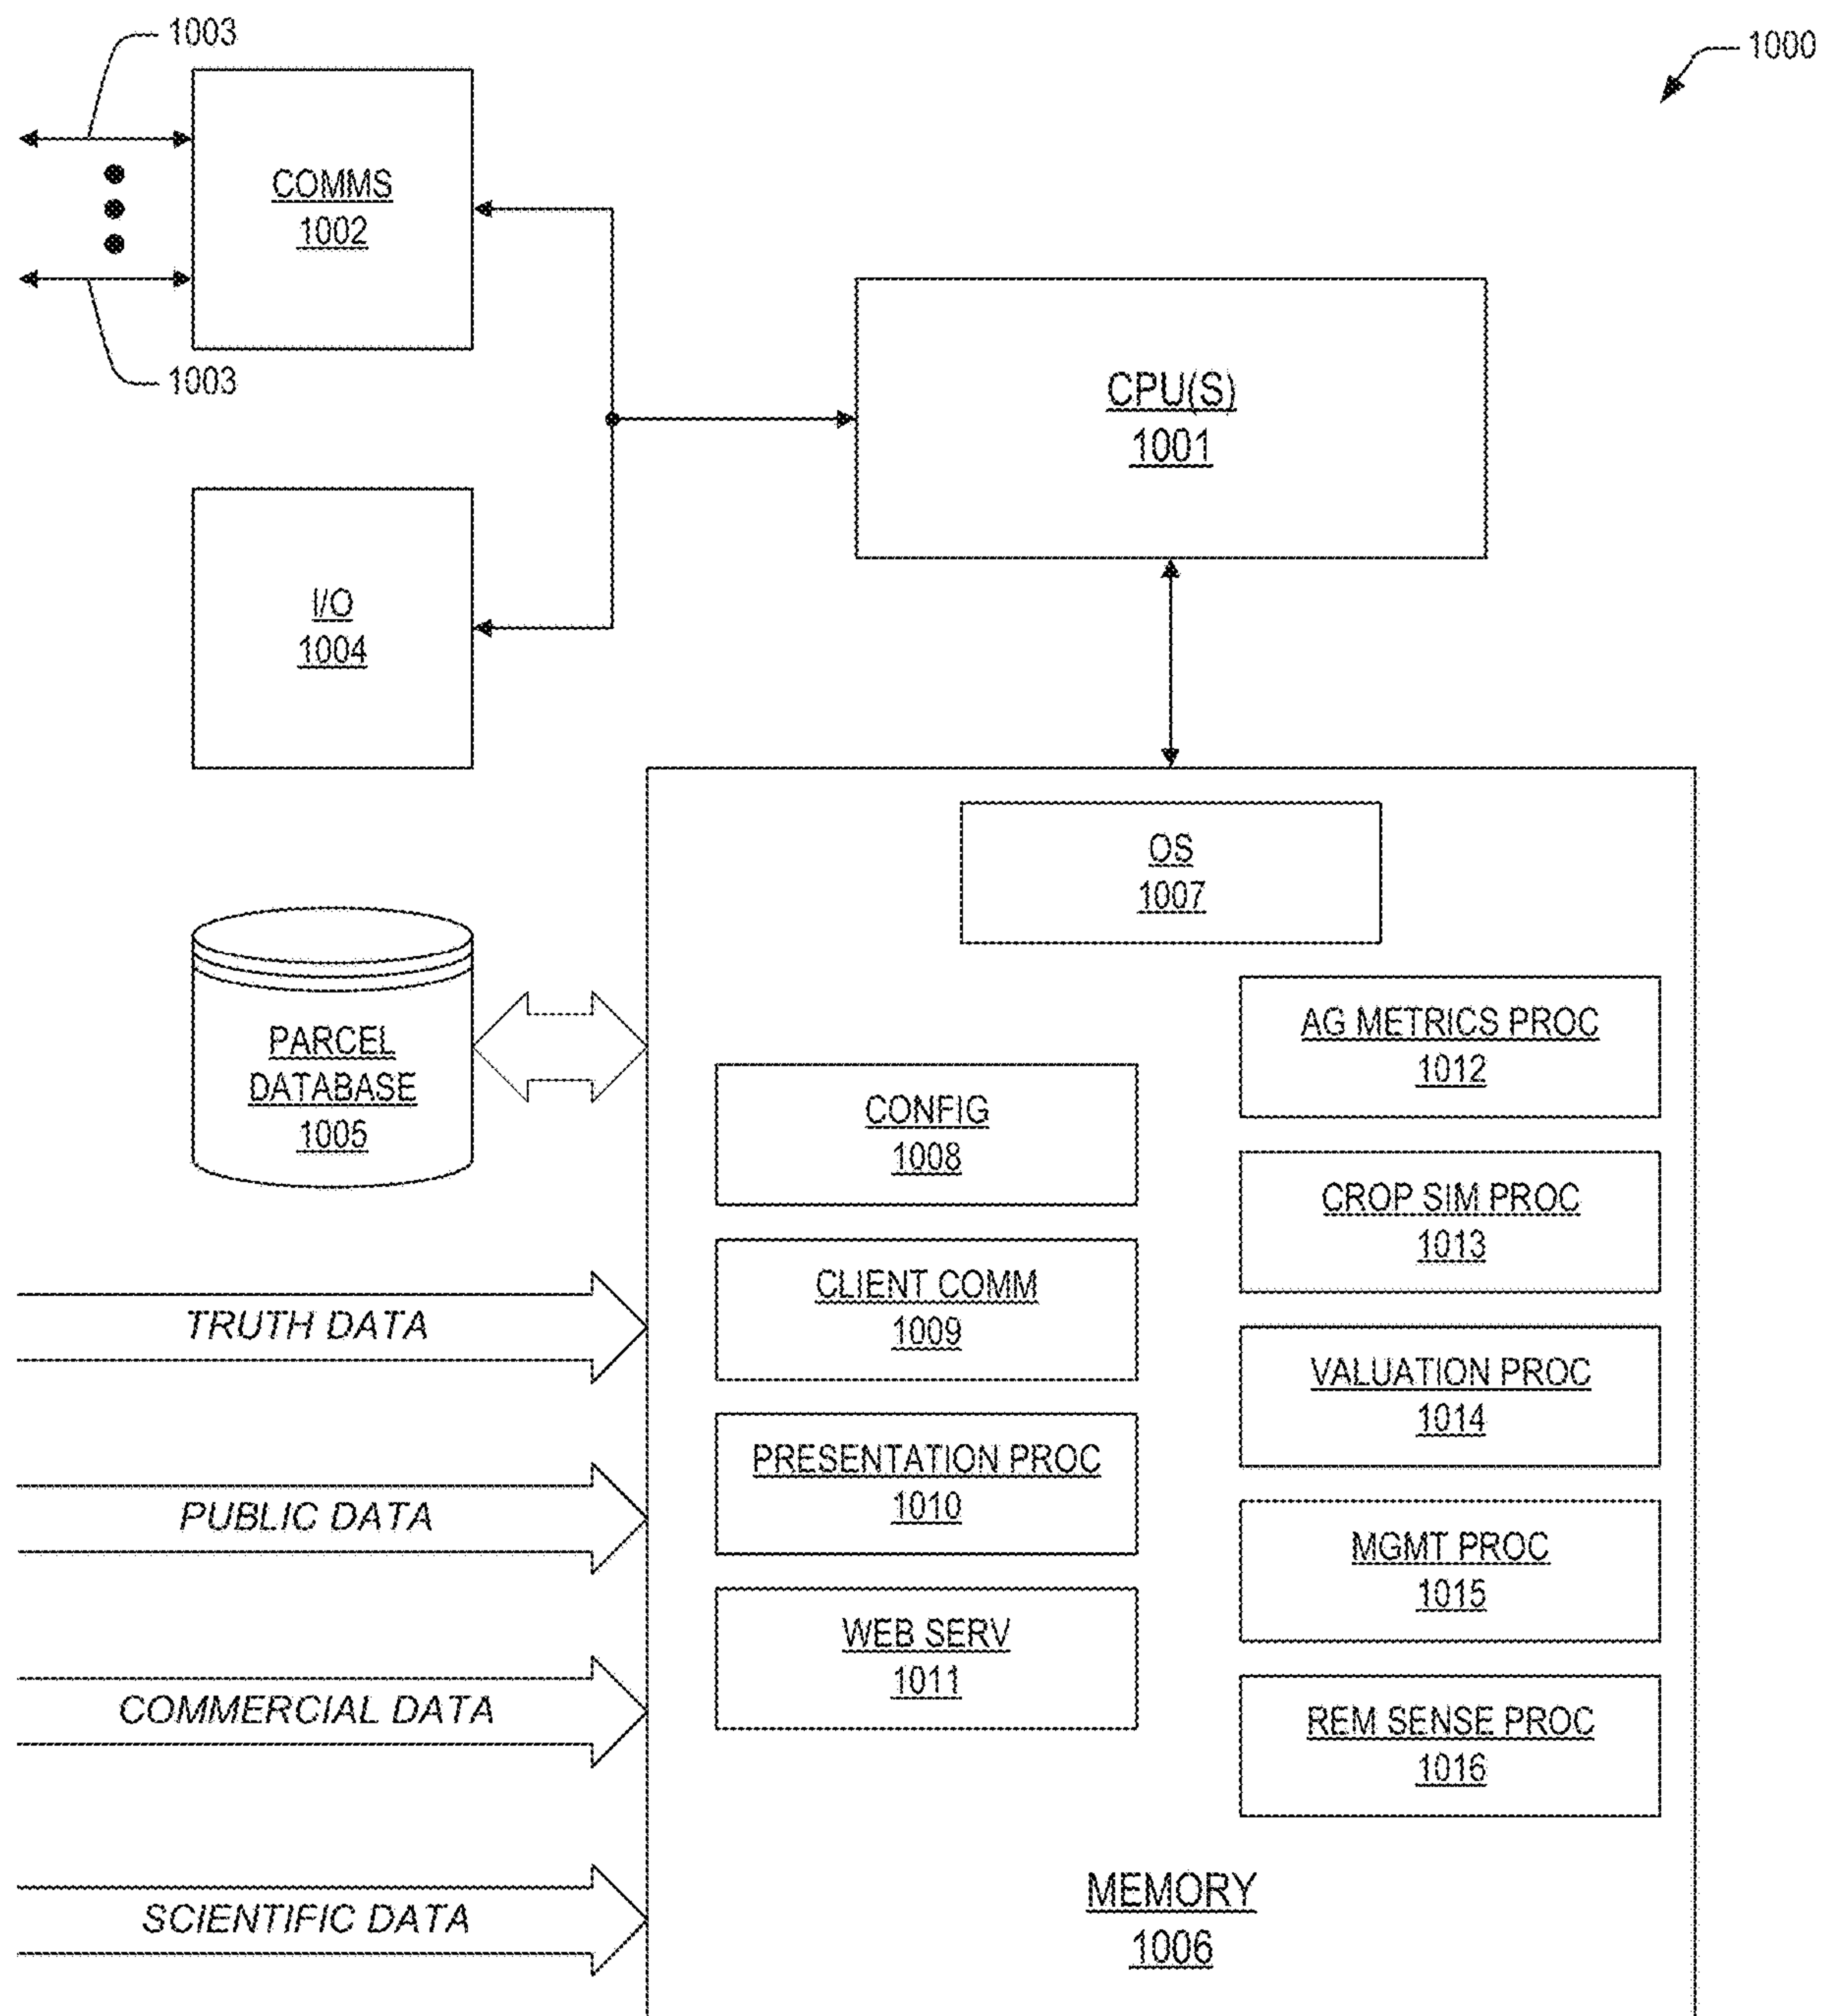 1003
1000
COMMS
1002
1003
CPU(S)
1001
I/O
1004
OS
1007
PARCEL
DATABASE
1005
AG METRICS PROC
1012
CONFIG
1008
CROP SIM PROC
1013
CLIENT COMM
1009
TRUTH DATA
VALUATION PROC
1014
PRESENTATION PROC
1010
PUBLIC DATA
MGMT PROC
1015
WEB SERV
1011
COMMERCIAL DATA
REM SENSE PROC
1016
SCIENTIFIC DATA
MEMORY
1006